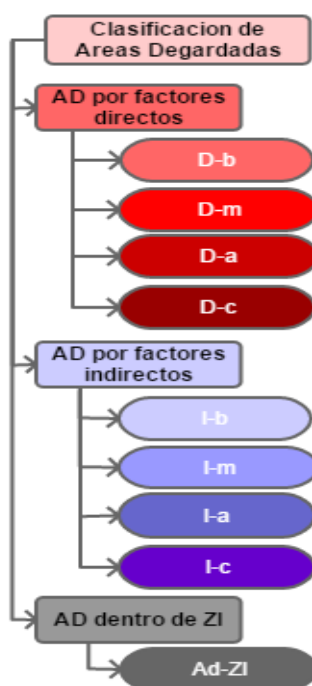 Clasificacion de
Areas Degardadas
AD por factores
directos
D-b
D-m
D-a
D-c
AD por factores
indirectos
I-b
I-m
I-a
I-c
AD dentro de ZI
Ad-ZI